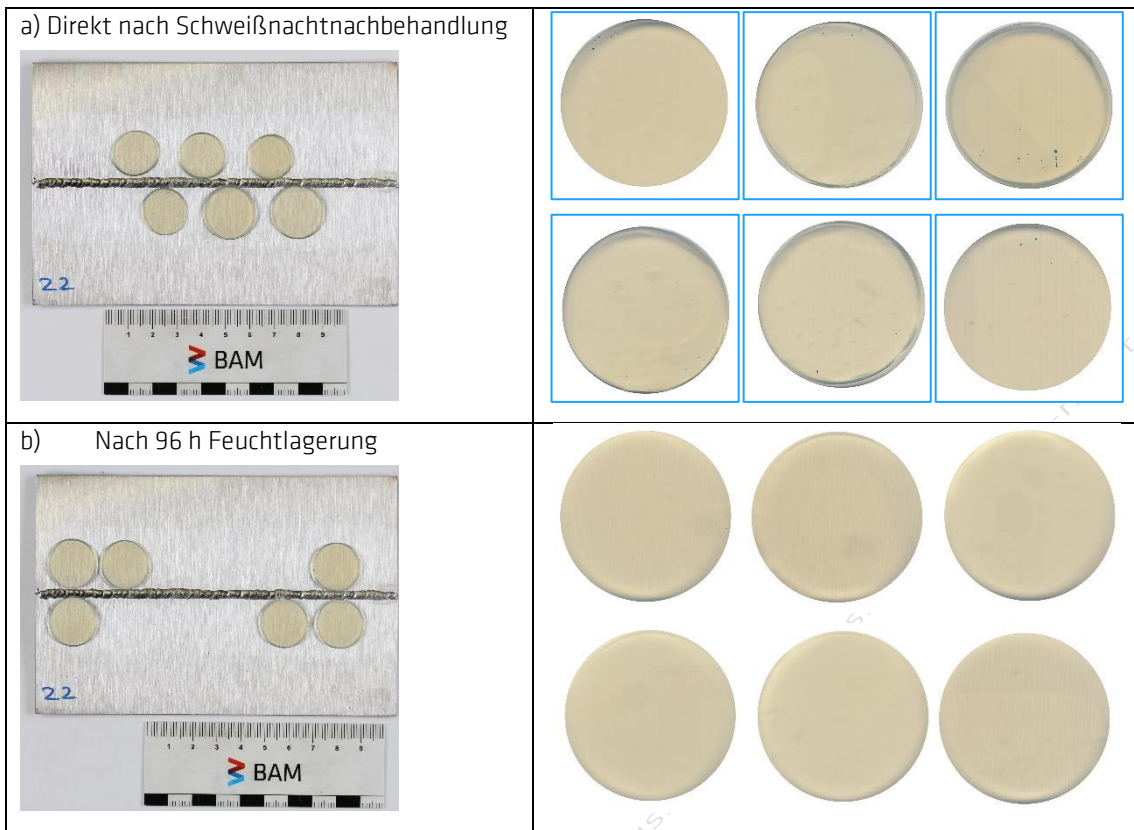 a) Direkt nach Schweißnachtnachbehandlung
22
1 2 3 4 5 6 7 8 9
BAM
b) Nach 96 h Feuchtlagerung
22
1 2 3 4 5 6 7 8 9
BAM